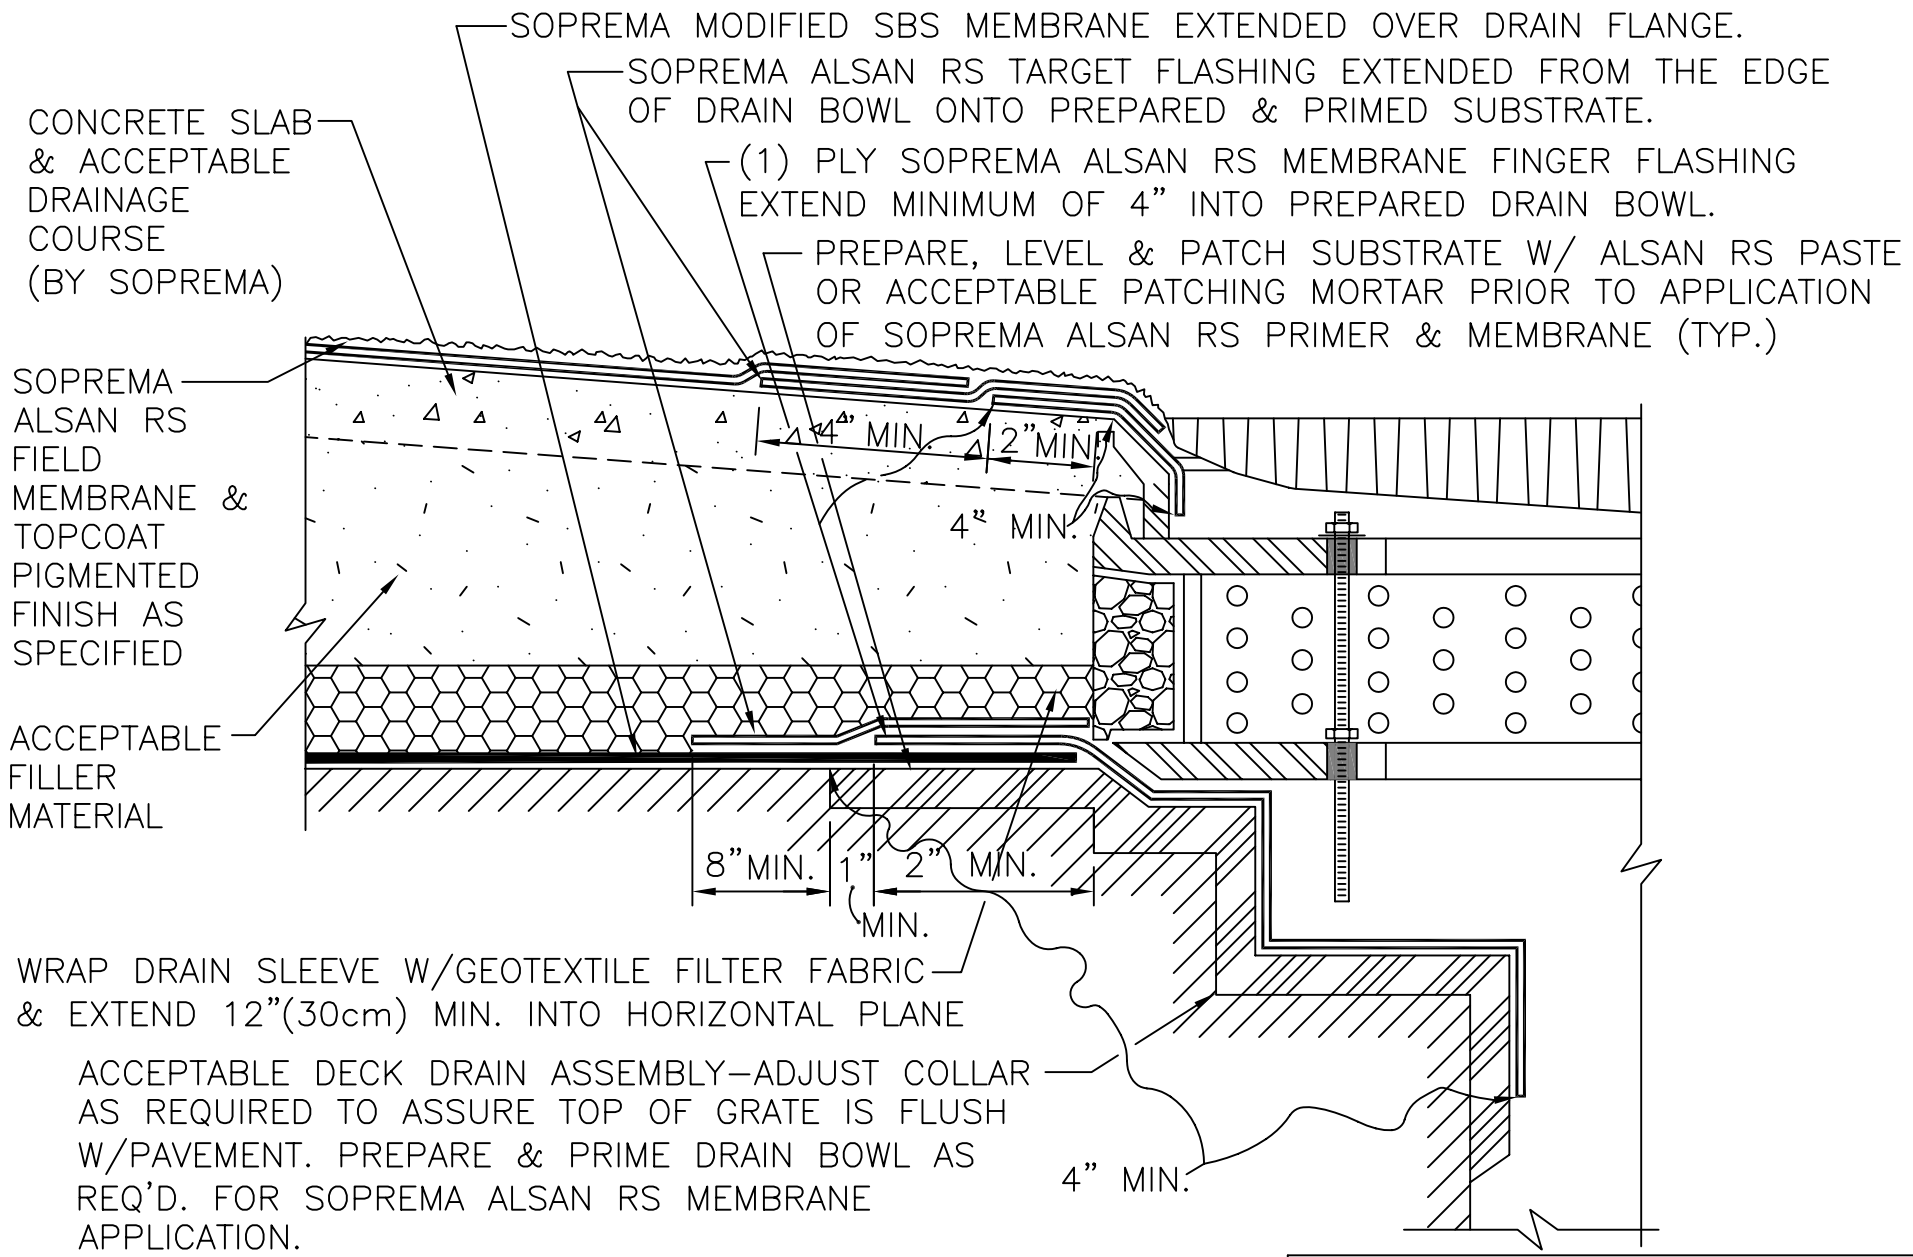 SOPREMA MODIFIED SBS MEMBRANE EXTENDED OVER DRAIN FLANGE.
SOPREMA ALSAN RS TARGET FLASHING EXTENDED FROM THE EDGE
OF DRAIN BOWL ONTO PREPARED & PRIMED SUBSTRATE.
(1) PLY SOPREMA ALSAN RS MEMBRANE FINGER FLASHING
EXTEND MINIMUM OF 4” INTO PREPARED DRAIN BOWL.
PREPARE, LEVEL & PATCH SUBSTRATE W/ ALSAN RS PASTE
OR ACCEPTABLE PATCHING MORTAR PRIOR TO APPLICATION
OF SOPREMA ALSAN RS PRIMER & MEMBRANE (TYP.)
CONCRETE SLAB
& ACCEPTABLE
DRAINAGE
COURSE
(BY SOPREMA)
SOPREMA
ALSAN RS
FIELD
MEMBRANE &
TOPCOAT
PIGMENTED
FINISH AS
SPECIFIED
ACCEPTABLE
FILLER
MATERIAL
4” MIN.
2”MIN.
4” MIN.
8”MIN.
1”
MIN.
2” MIN.
WRAP DRAIN SLEEVE W/GEOTEXTILE FILTER FABRIC
& EXTEND 12”(30cm) MIN. INTO HORIZONTAL PLANE
ACCEPTABLE DECK DRAIN ASSEMBLY-ADJUST COLLAR
AS REQUIRED TO ASSURE TOP OF GRATE IS FLUSH
W/PAVEMENT. PREPARE & PRIME DRAIN BOWL AS
REQ’D. FOR SOPREMA ALSAN RS MEMBRANE
APPLICATION.
4” MIN.